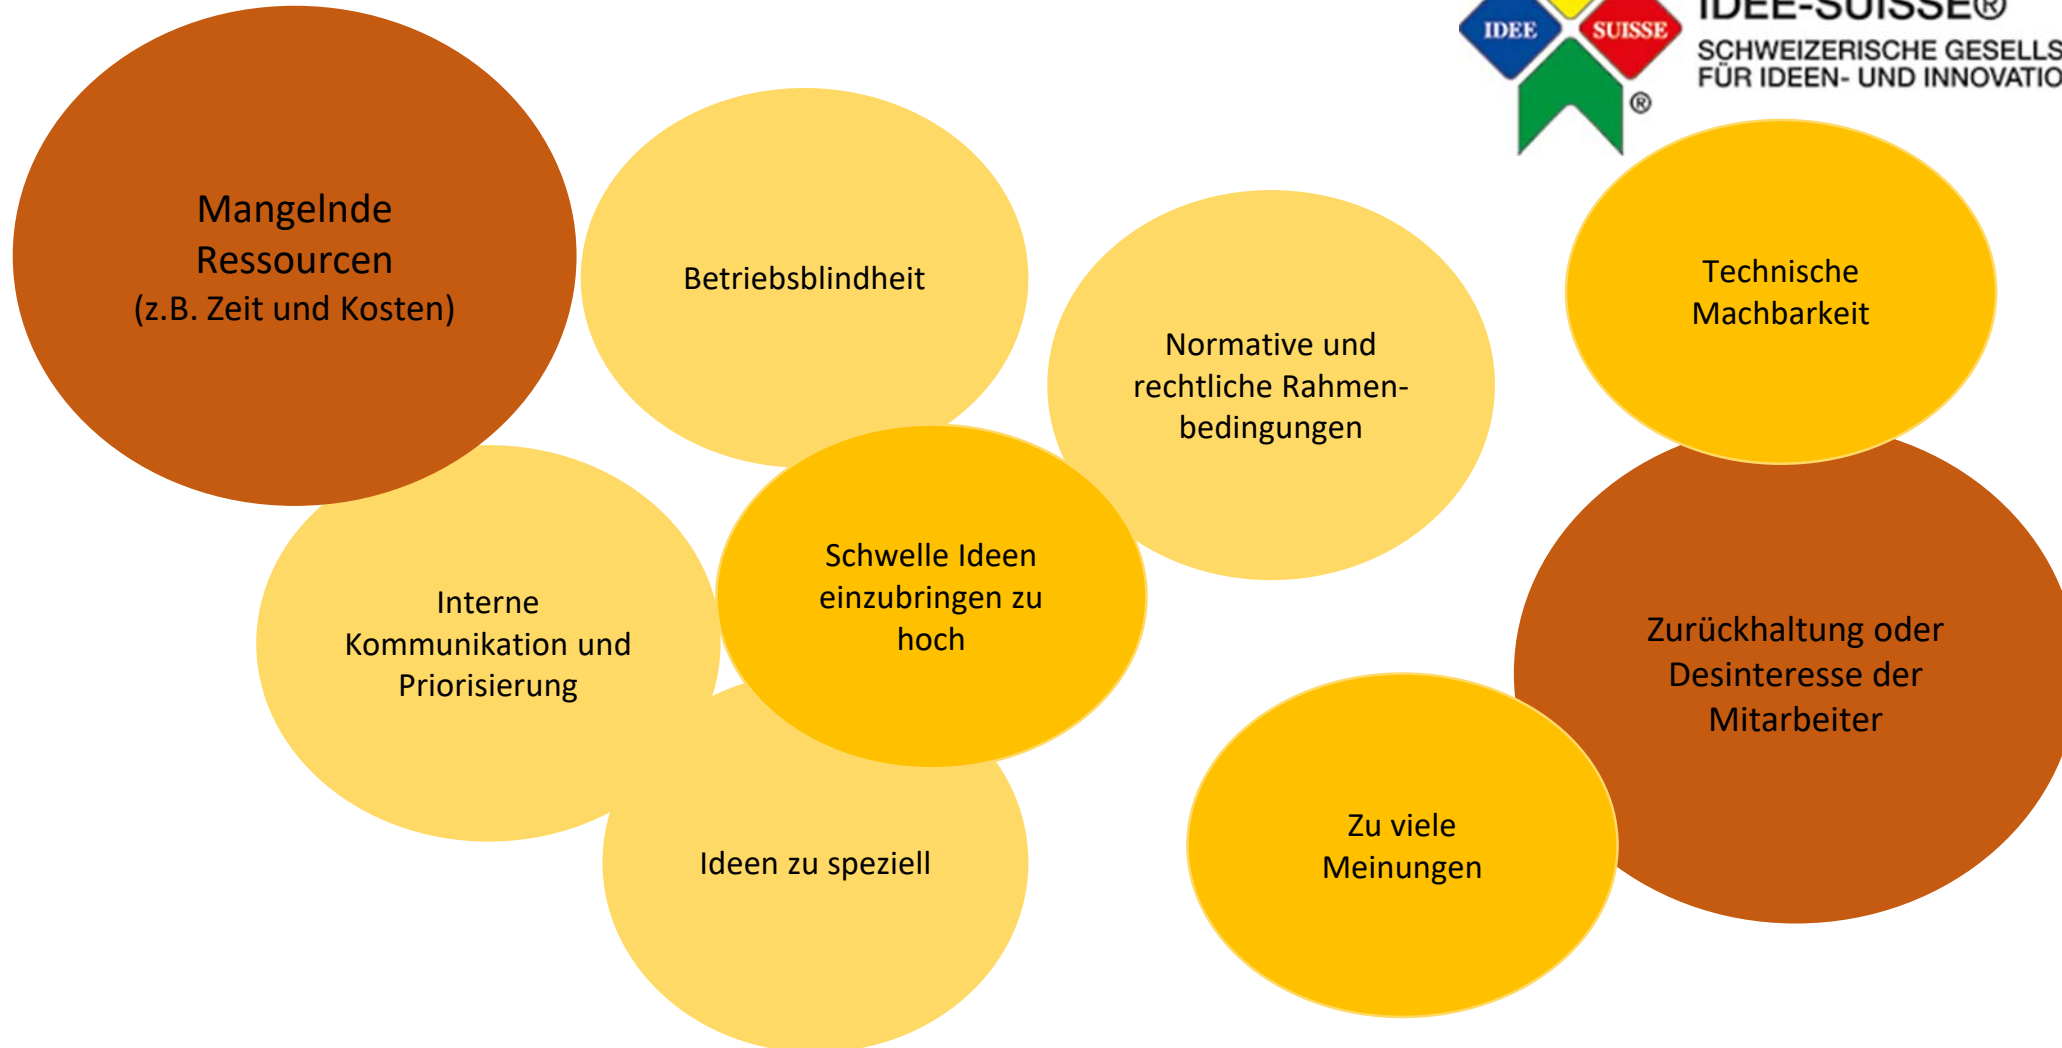 IDEE SUISSE
®
IDEE-SUISSE®
SCHWEIZERISCHE
FÜR IDEEN- UND
Mangelnde
Ressourcen
(z.B. Zeit und Kosten)
Betriebsblindheit
Normative und
rechtliche Rahmen-
bedingungen
Technische
Machbarkeit
Interne
Kommunikation und
Priorisierung
Schwelle Ideen
einzubringen zu
hoch
Zurückhaltung oder
Desinteresse der
Mitarbeiter
Ideen zu speziell
Zu viele
Meinungen